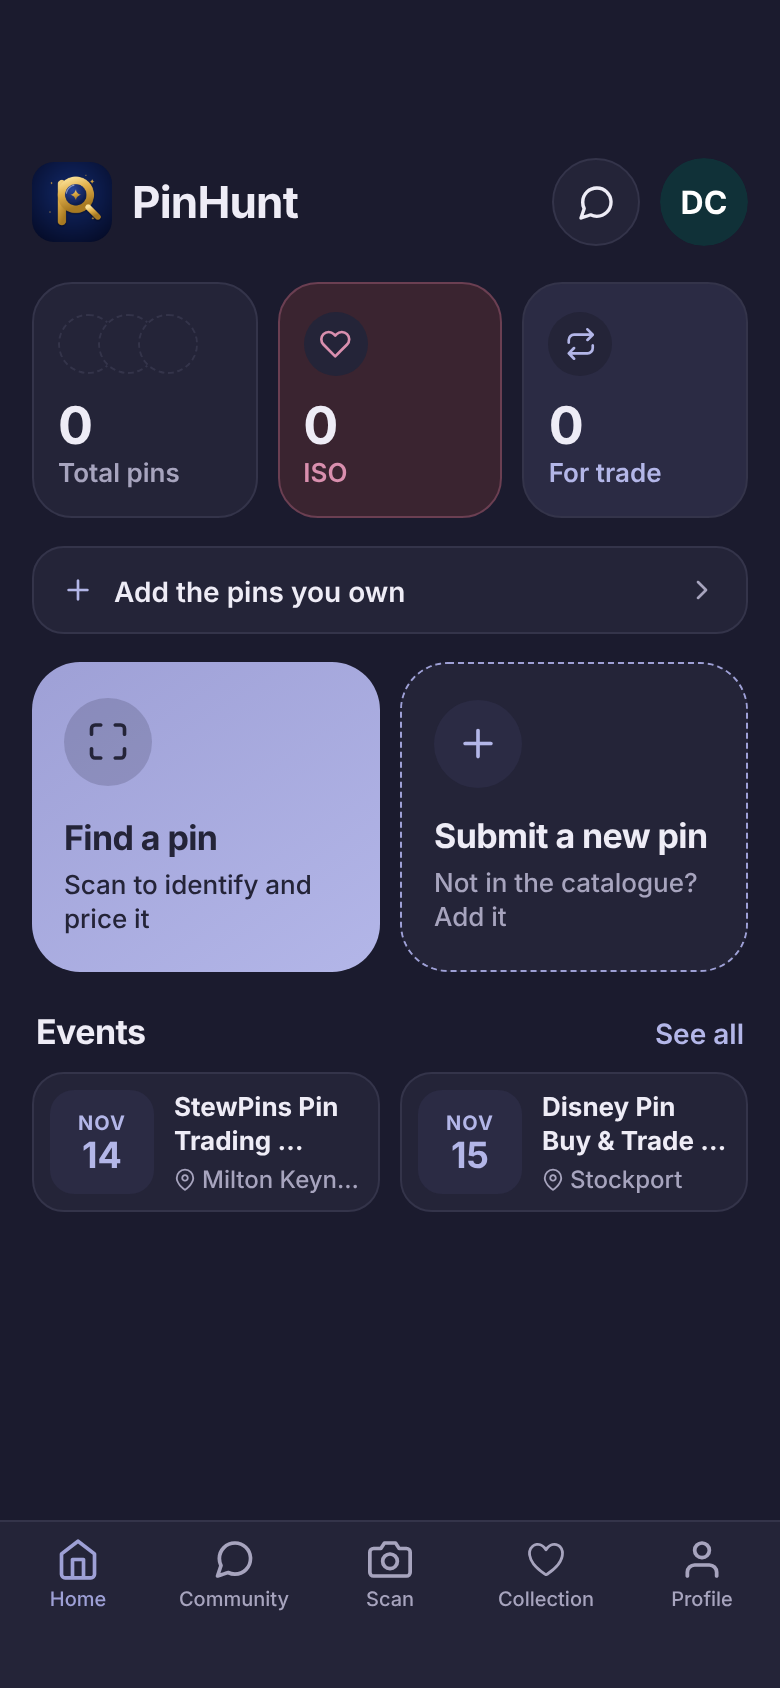 PinHunt
DC
0
Total pins
0
ISO
0
For trade
Add the pins you own
Find a pin
Scan to identify and
price it
Submit a new pin
Not in the catalogue?
Add it
Events
See all
NOV
14
StewPins Pin
Trading ...
Milton Keyn...
NOV
15
Disney Pin
Buy & Trade ...
Stockport
Home
Community
Scan
Collection
Profile